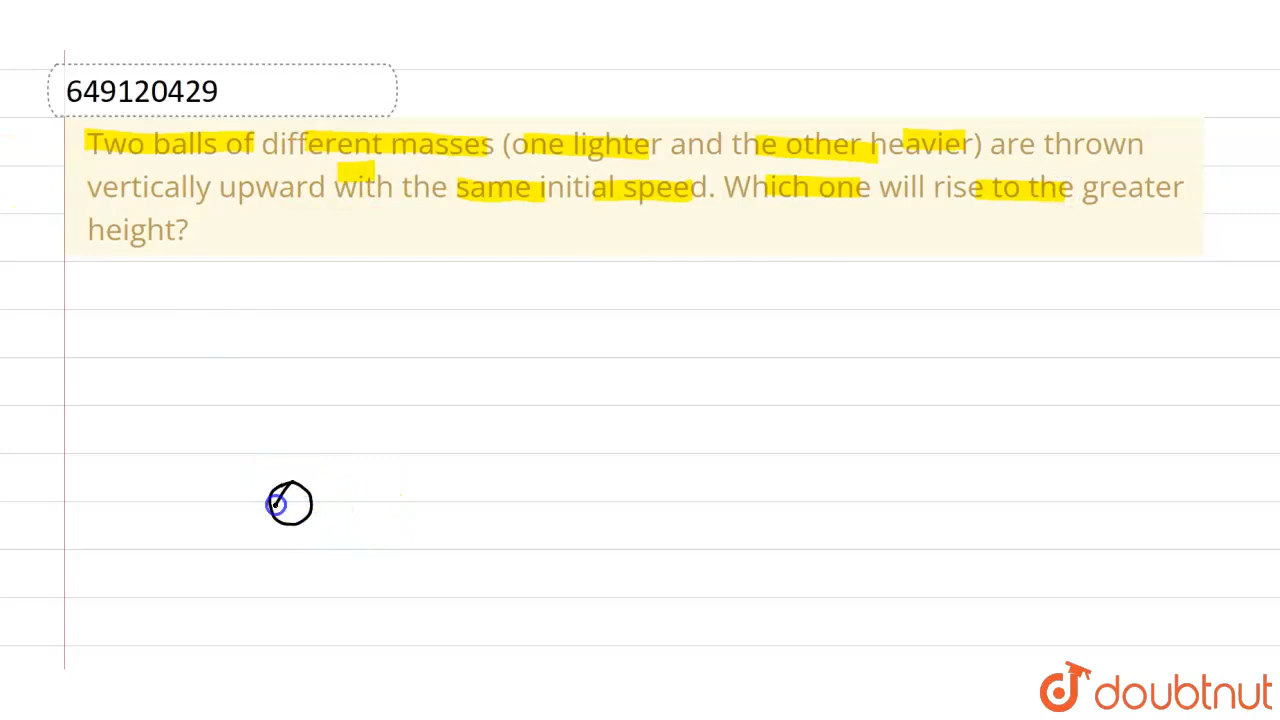 649120429
Two balls of different masses (one lighter and the other heavier) are thrown
vertically upward with the same initial speed. Which one will rise to the greater
height?
doubtnut